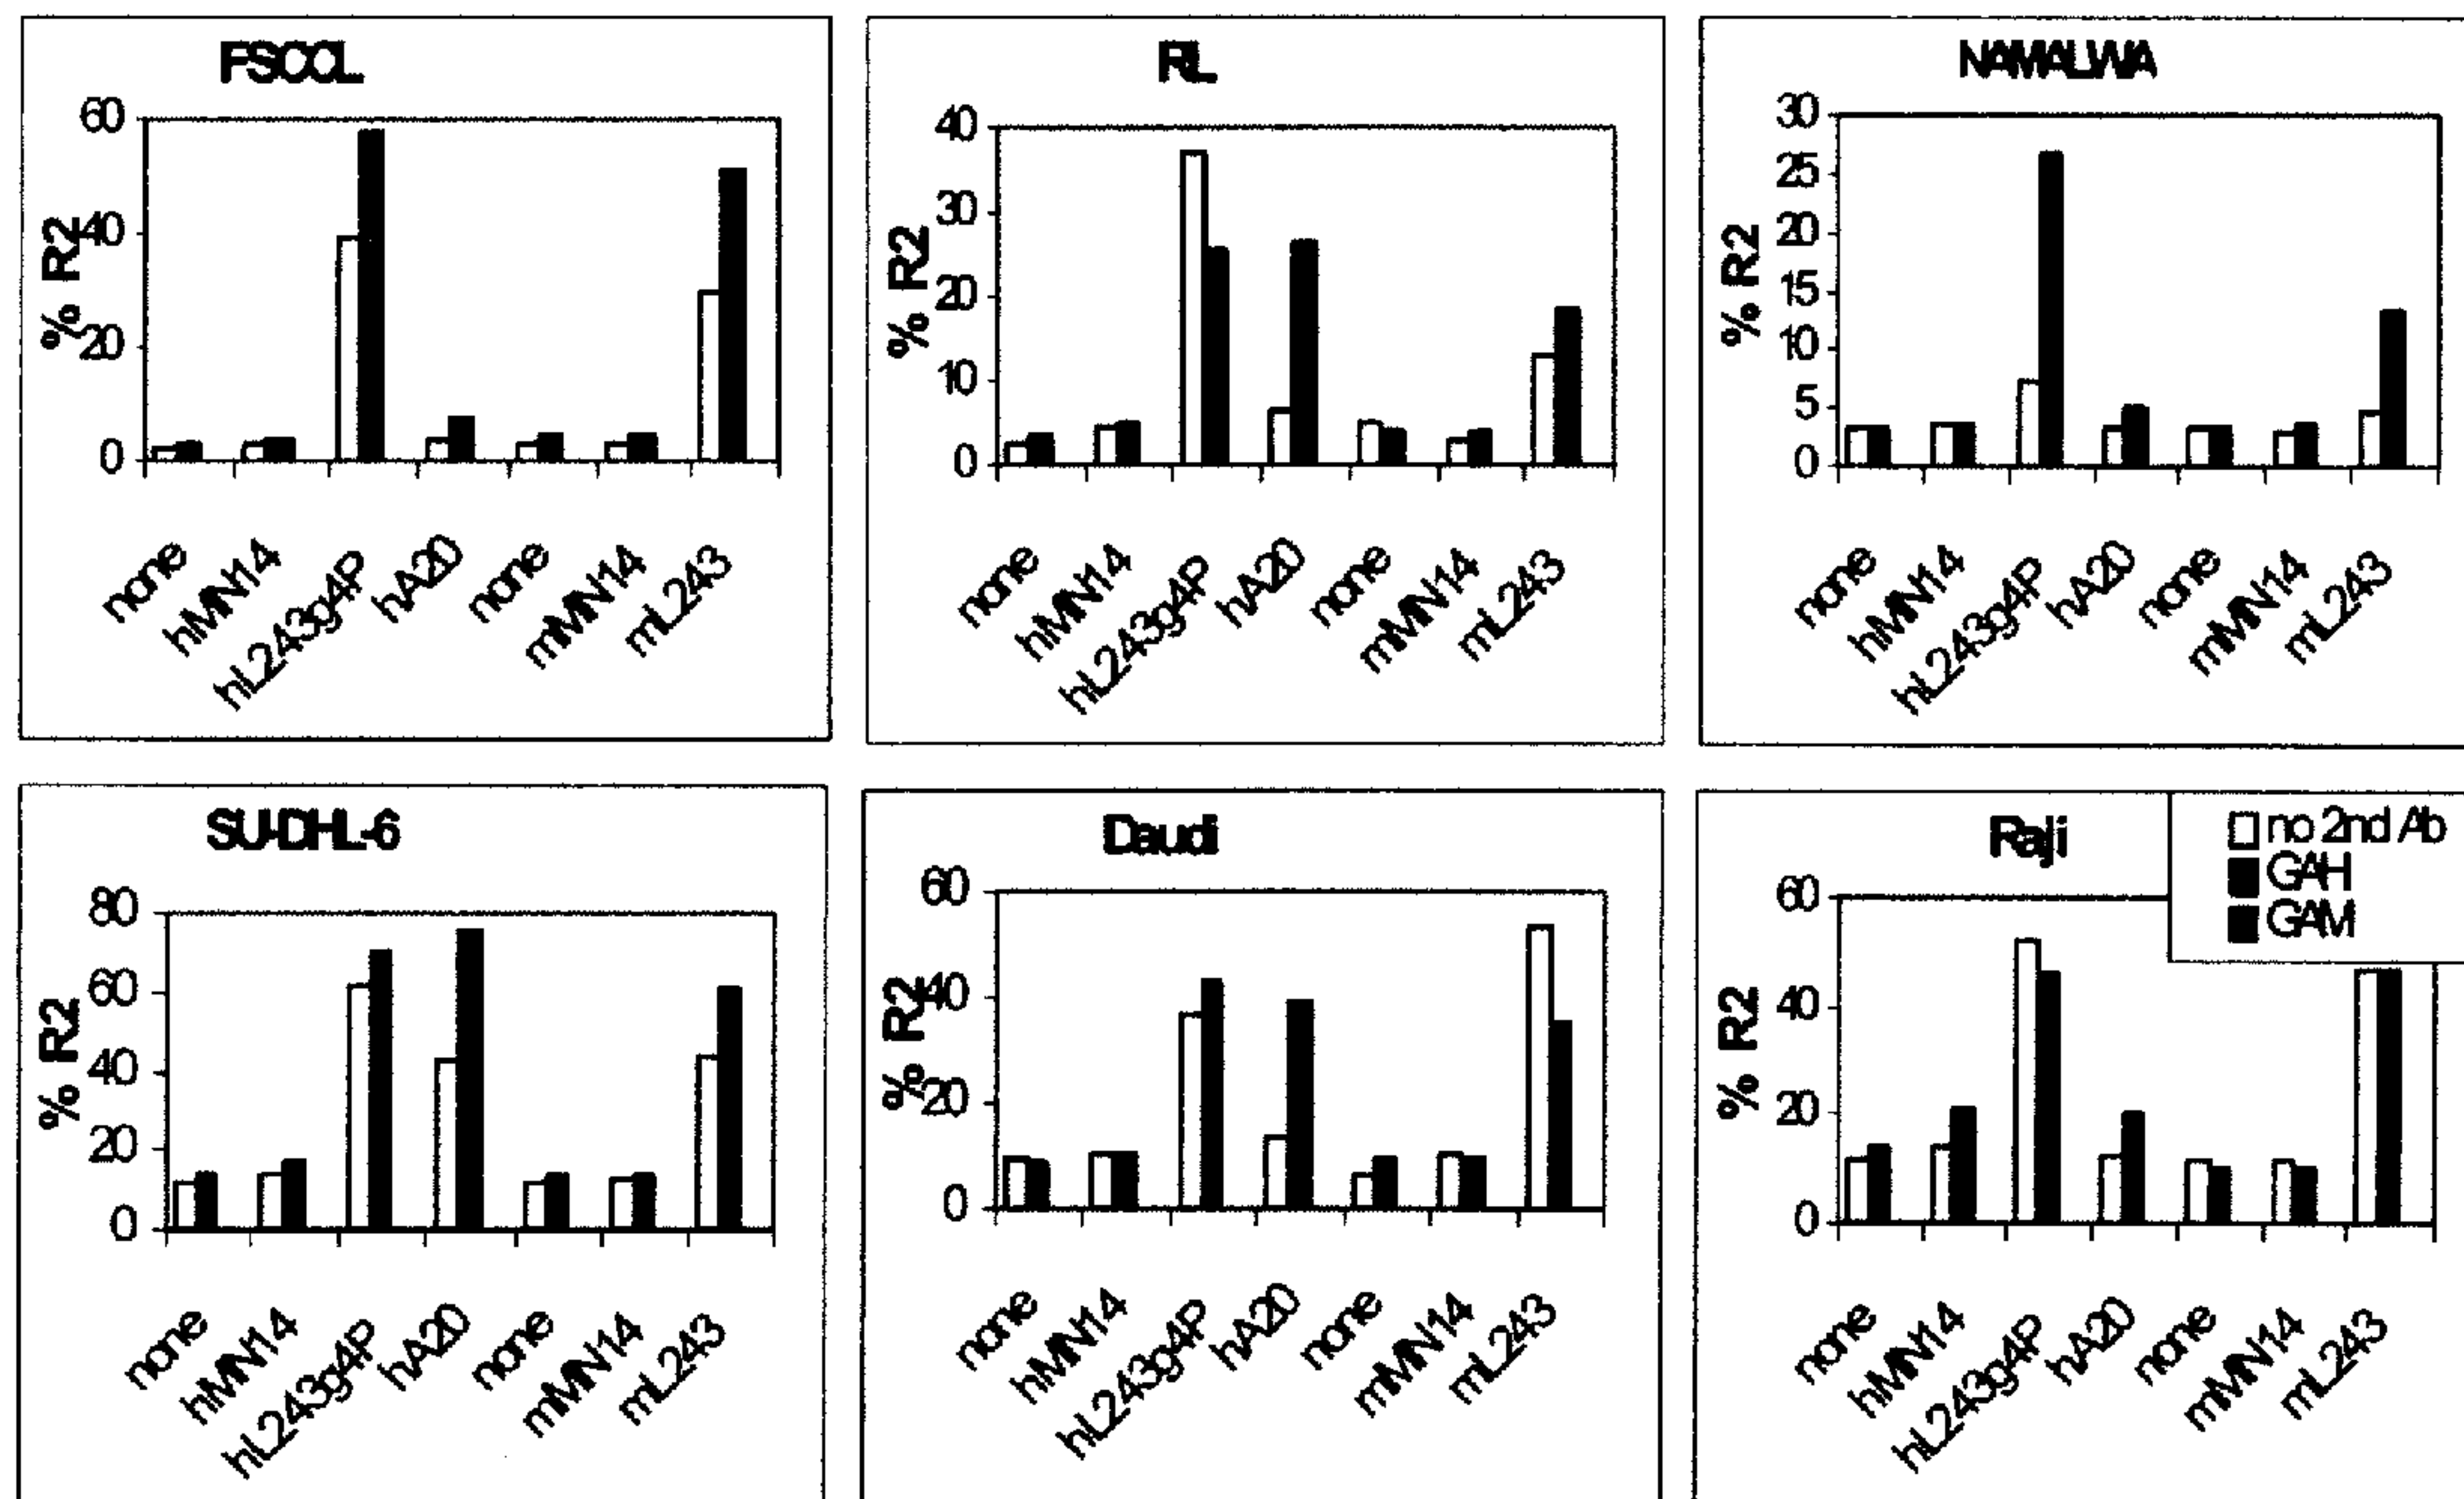 FSCCL
60
40
20
0
% R2
none
hMN14
hL243g4P
hA20
none
mMN14
mL243
RL
40
30
20
10
0
% R2
none
hMN14
hL243g4P
hA20
none
mMN14
mL243
NAMALWA
30
25
20
15
10
5
0
% R2
none
hMN14
hL243g4P
hA20
none
mMN14
mL243
SU-DHL-6
80
60
40
20
0
% R2
none
hMN14
hL243g4P
hA20
none
mMN14
mL243
Daudi
60
40
20
0
% R2
none
hMN14
hL243g4P
hA20
none
mMN14
mL243
Raji
no 2nd Ab
GAH
GAM
60
40
20
0
% R2
none
hMN14
hL243g4P
hA20
none
mMN14
mL243